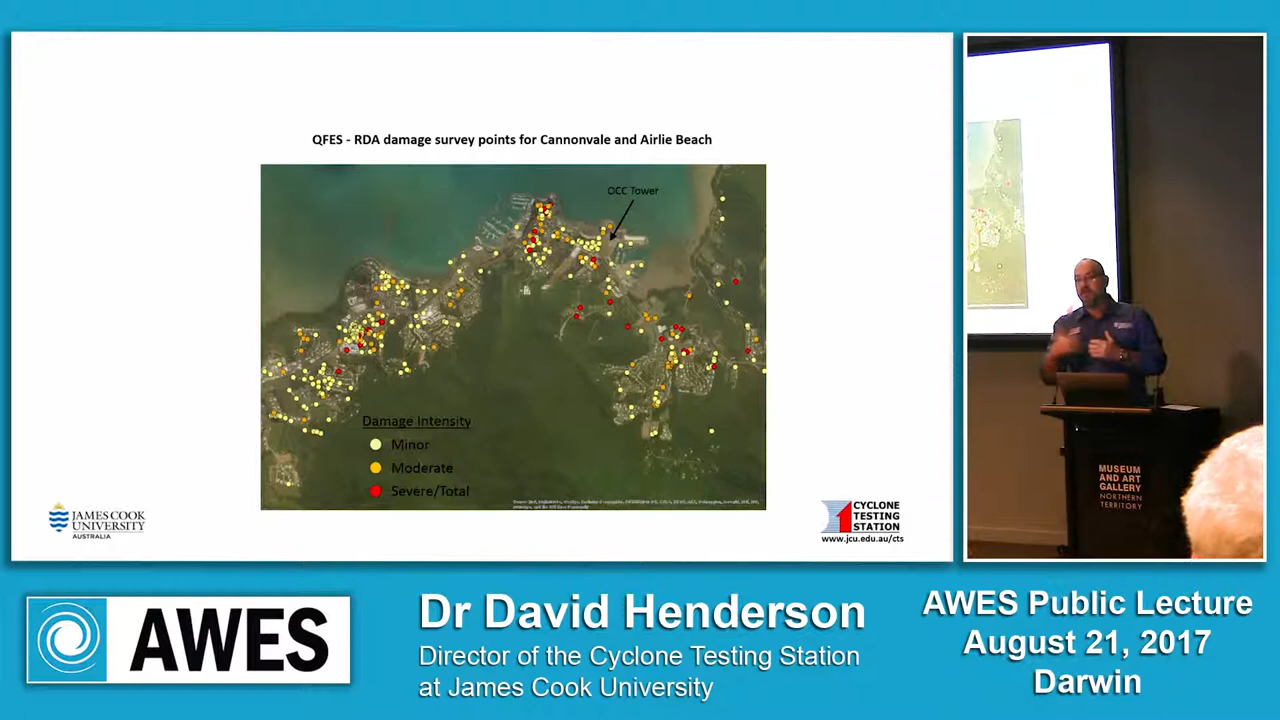 QFES - RDA damage survey points for Cannonvale and Airlie Beach
OCC Tower
Damage Intensity
Minor
Moderate
Severe/Total
JAMES COOK
UNIVERSITY
AUSTRALIA
CYCLONE
TESTING
STATION
www.jcu.edu.au/cts
MUSEUM
AND ART
GALLERY
NORTHERN
TERRITORY
AWES
Dr David Henderson
Director of the Cyclone Testing Station
at James Cook University
AWES Public Lecture
August 21, 2017
Darwin